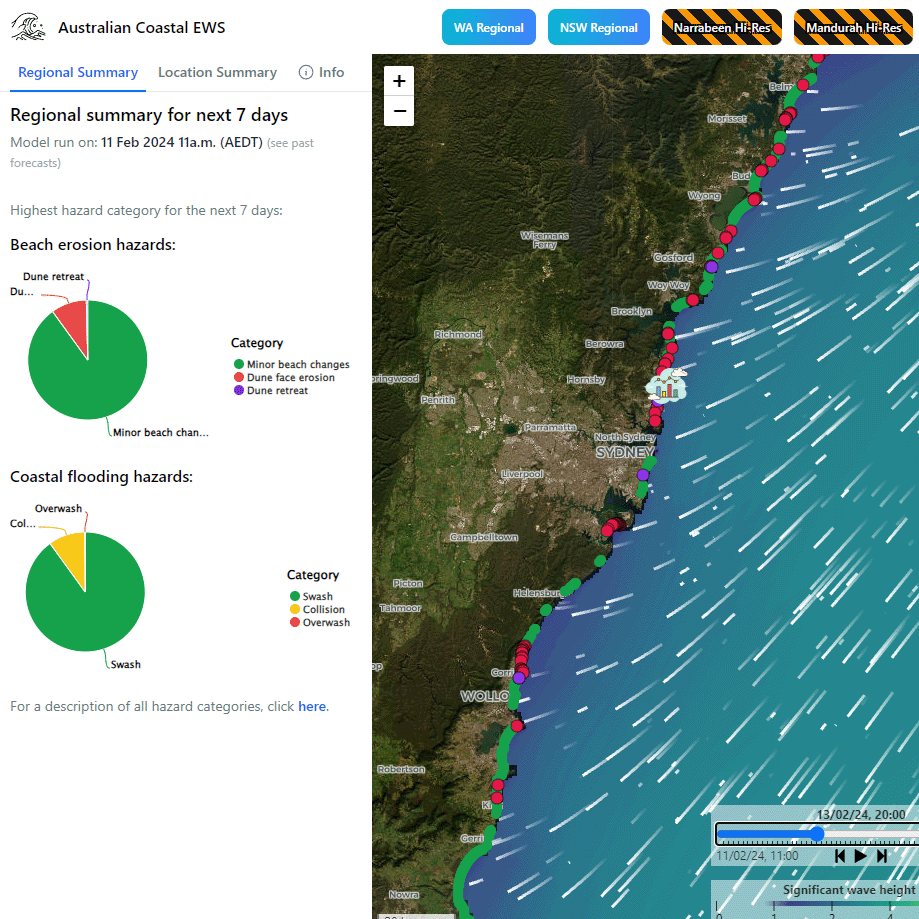 Australian Coastal EWS
WA Regional
NSW Regional
Narrabeen Hi-Res
Mandurah Hi-Res
Regional Summary
Location Summary
Info
Regional summary for next 7 days
Model run on: 11 Feb 2024 11a.m. (AEDT) (see past
forecasts)
Highest hazard category for the next 7 days:
Beach erosion hazards:
Dune retreat
Du...
Minor beach chan...
Category
Minor beach changes
Dune face erosion
Dune retreat
Coastal flooding hazards:
Overwash
Col...
Swash
Category
Swash
Collision
Overwash
For a description of all hazard categories, click here.
+
−
Belm
Morisset
Bud
Wyong
Wisemans
Ferry
Gosford
Woy Woy
Brooklyn
Richmond
Berowra
Hornsby
pringwood
Penrith
Parramatta
North Sydney
SYDNEY
Liverpool
Campbelltown
Picton
Helensburg
Tahmoor
Corri
WOLLO
Robertson
Ki
Gerri
Nowra
13/02/24, 20:00
11/02/24, 11:00
Significant wave height
0
1
2
4